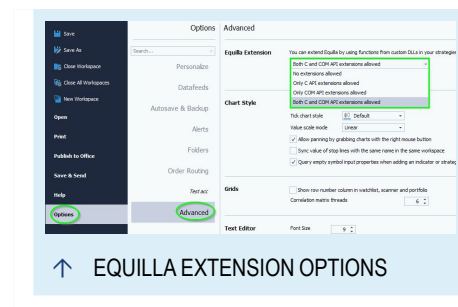 Save
Save As
Close Workspace
Close All Workspaces
New Workspace
Open
Print
Publish to Office
Save & Send
Help
Options
Options
Search...
Personalize
Datafeeds
Autosave & Backup
Alerts
Folders
Order Routing
Test acc
Advanced
Advanced
Equilla Extension
You can extend Equilla by using functions from custom DLLs in your strategies
Both C and COM API extensions allowed
No extensions allowed
Only C API extensions allowed
Only COM API extensions allowed
Both C and COM API extensions allowed
Chart Style
Tick chart style Default
Value scale mode Linear
Allow panning by grabbing charts with the right mouse button
Sync value of stop lines with the same name in the same workspace
Query empty symbol input properties when adding an indicator or strateg
Grids
Show row number column in watchlist, scanner and portfolio
Correlation matrix threads 6
Text Editor
Font Size 9
↑ EQUILLA EXTENSION OPTIONS